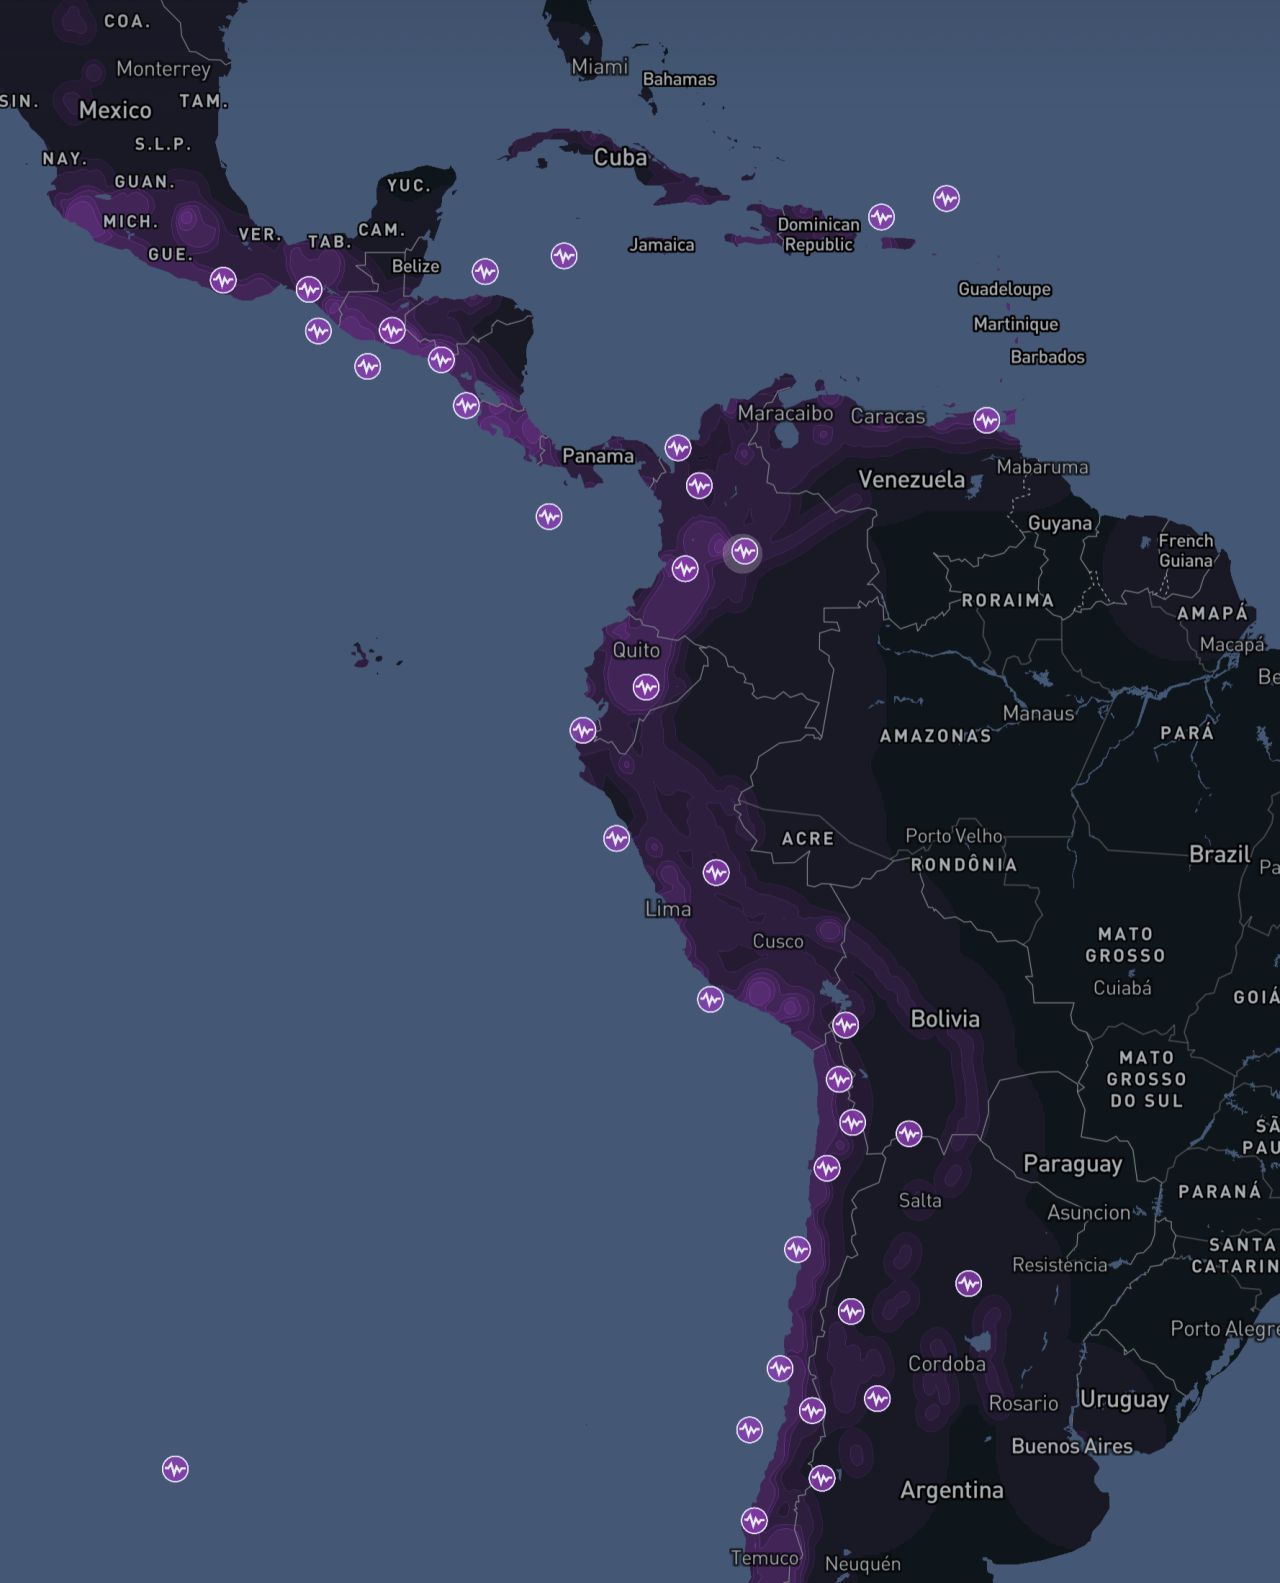 COA.
Monterrey
Miami
Bahamas
SIN.
Mexico
TAM.
S.L.P.
NAY.
Cuba
GUAN.
YUC.
MICH.
VER.
TAB.
CAM.
Dominican
Republic
GUE.
Jamaica
Belize
Guadeloupe
Martinique
Barbados
Maracaibo
Caracas
Panama
Venezuela
Mabaruma
Guyana
French
Guiana
RORAIMA
AMAPÁ
Quito
Macapá
Be
Manaus
AMAZONAS
PARÁ
ACRE
Porto Velho
RONDÔNIA
Brazil
Pa
Lima
Cusco
MATO
GROSSO
Cuiabá
GOIÁ
Bolivia
MATO
GROSSO
DO SUL
SÃ
PAU
Paraguay
PARANÁ
Salta
Asuncion
SANTA
CATARIN
Resistencia
Porto Alegre
Cordoba
Rosario
Uruguay
Buenos Aires
Argentina
Temuco
Neuquén